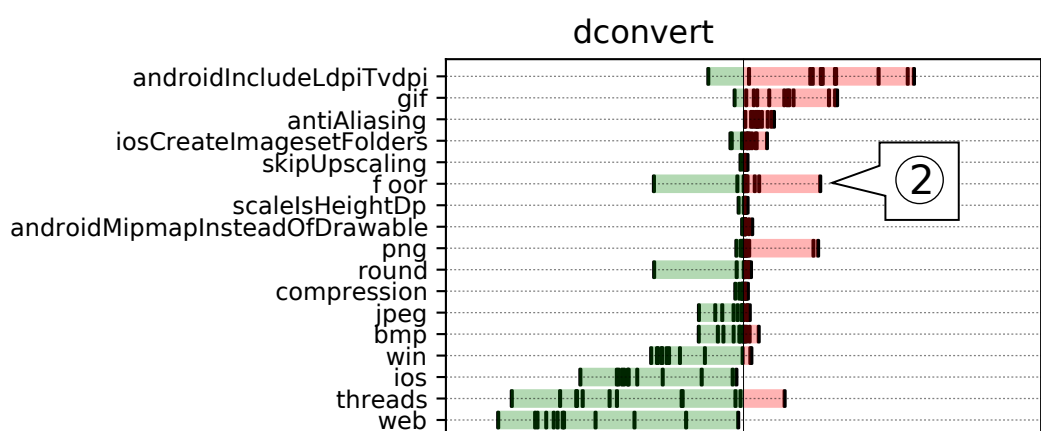 dconvert
androidIncludeLdpiTvdpi
gif
antiAliasing
iosCreateImagesetFolders
skipUpscaling
f oor
②
scaleIsHeightDp
androidMipmapInsteadOfDrawable
png
round
compression
jpeg
bmp
win
ios
threads
web